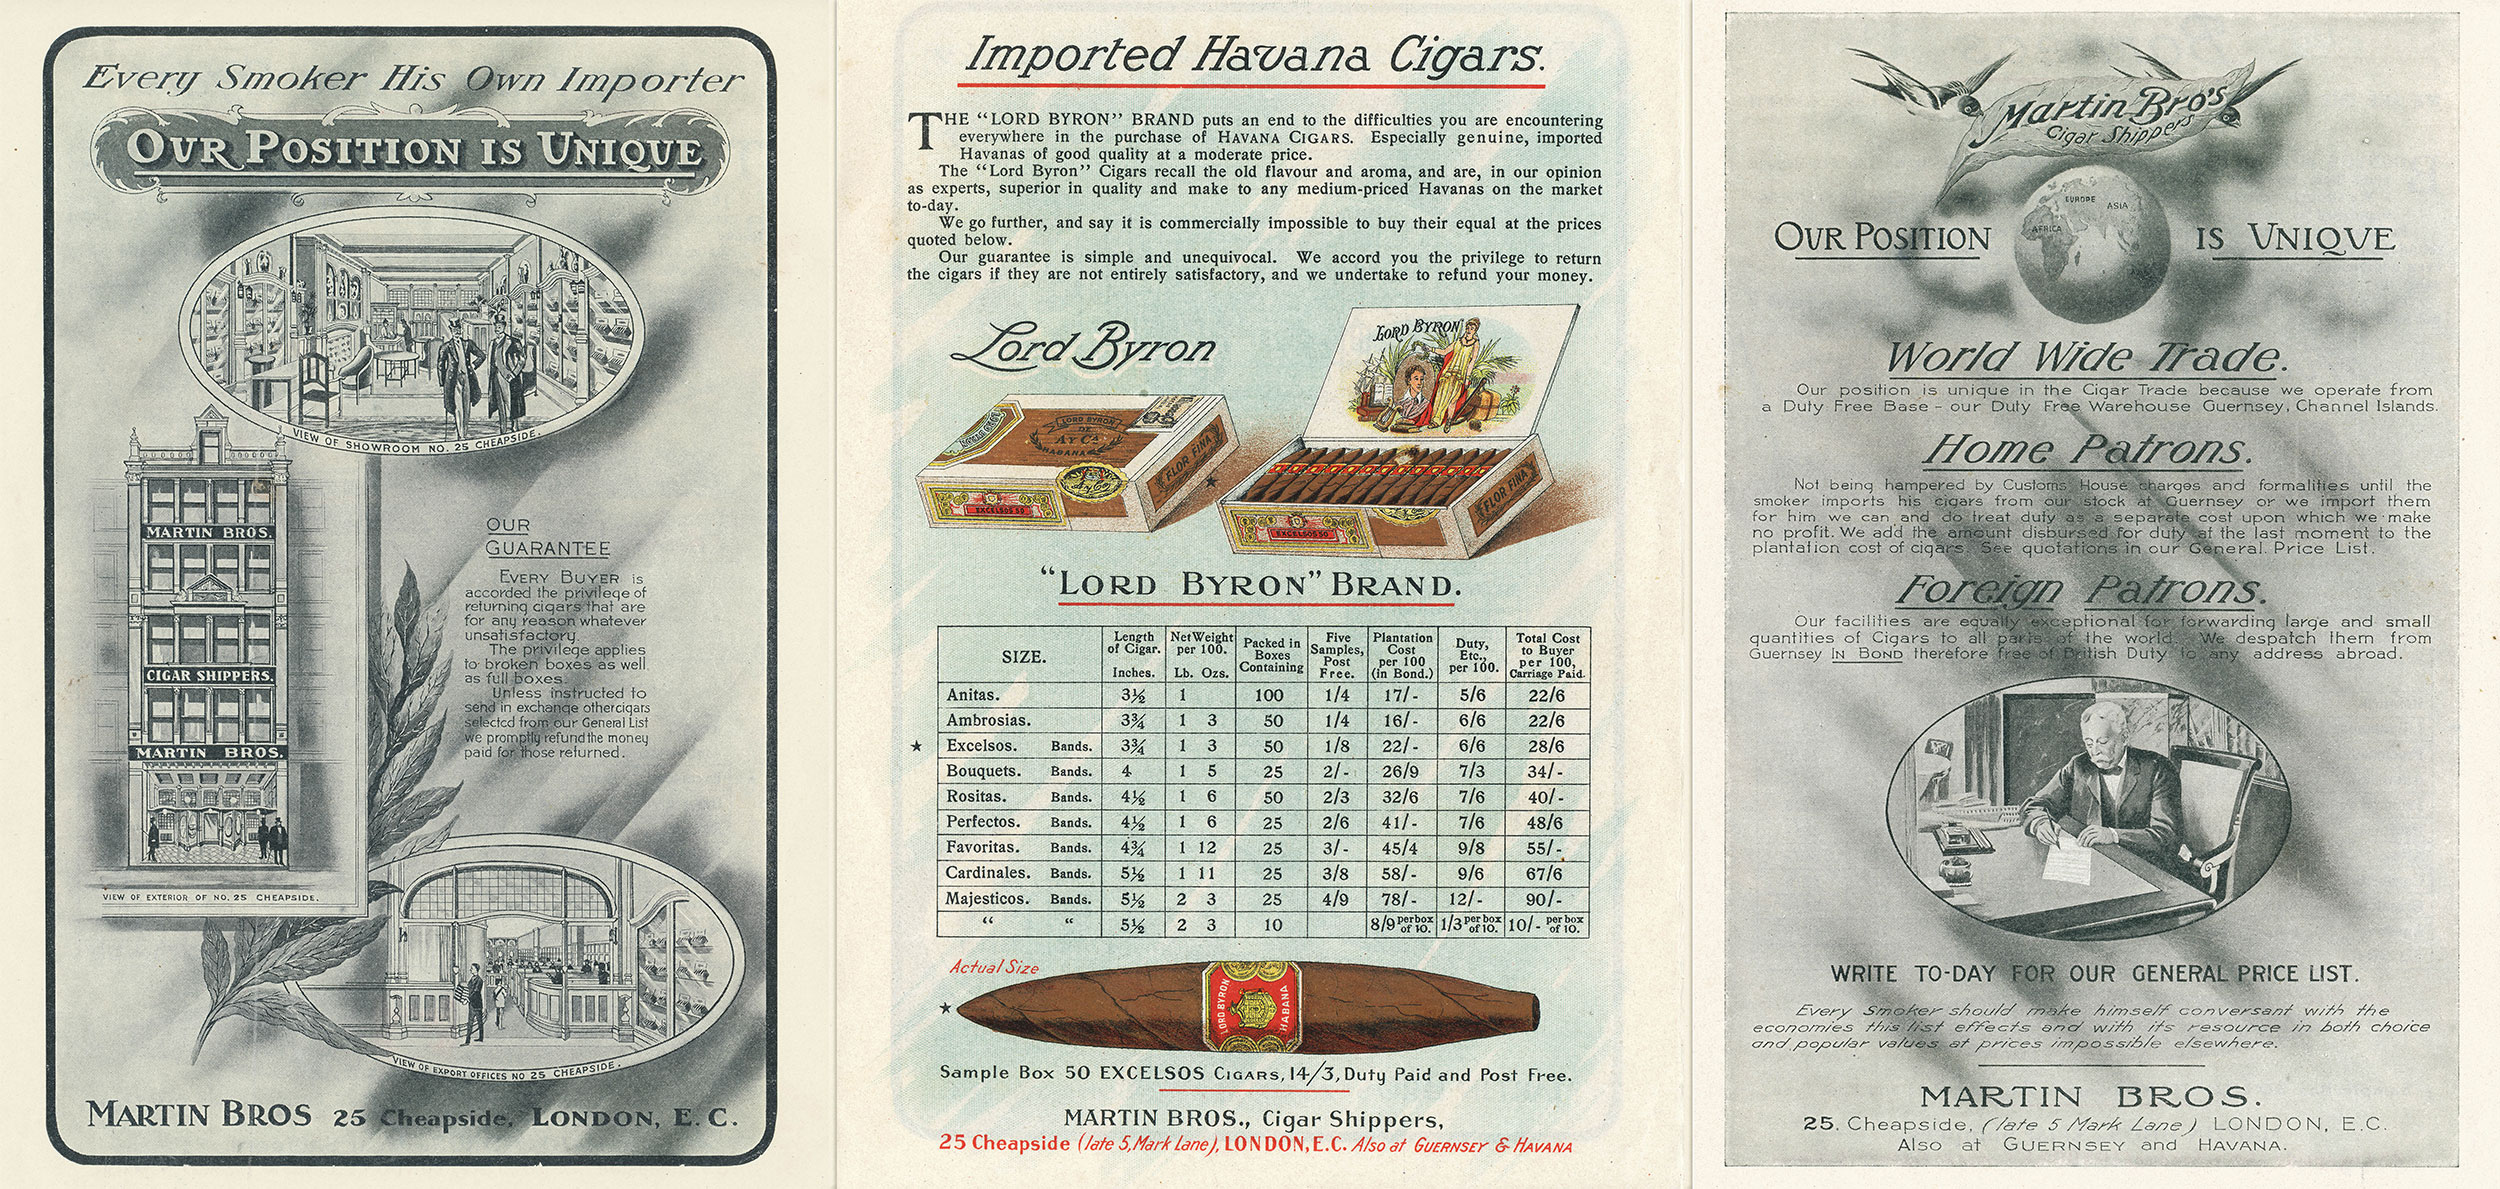 Every Smoker His Own Importer
OUR POSITION IS UNIQUE
VIEW OF SHOWROOM NO. 25 CHEAPSIDE.
MARTIN BROS.
CIGAR SHIPPERS.
MARTIN BROS.
VIEW OF EXTERIOR OF NO. 25 CHEAPSIDE.
OUR
GUARANTEE
EVERY BUYER is
accorded the privilege of
returning cigars that are
for any reason whatever
unsatisfactory.
The privilege applies
to broken boxes as well
as full boxes.
Unless instructed to
send in exchange other cigars
selected from our General List
we promptly refund the money
paid for those returned.
VIEW OF EXPORT OFFICES NO 25 CHEAPSIDE.
MARTIN BROS 25 Cheapside, LONDON, E.C.
Imported Havana Cigars.
THE "LORD BYRON" BRAND puts an end to the difficulties you are encountering
everywhere in the purchase of HAVANA CIGARS. Especially genuine, imported
Havanas of good quality at a moderate price.
The "Lord Byron" Cigars recall the old flavour and aroma, and are, in our opinion
as experts, superior in quality and make to any medium-priced Havanas on the market
to-day.
We go further, and say it is commercially impossible to buy their equal at the prices
quoted below.
Our guarantee is simple and unequivocal. We accord you the privilege to return
the cigars if they are not entirely satisfactory, and we undertake to refund your money.
Lord Byron
LORD BYRON
LORD BYRON
DE
A Y Ca
HABANA
FLOR FINA
A y Co
EXCELSOS 50
FLOR FINA
EXCELSOS 50
"LORD BYRON" BRAND.
SIZE. Length of Cigar. Inches. Net Weight per 100. Lb. Ozs. Packed in Boxes Containing Five Samples, Post Free. Plantation Cost per 100 (in Bond.) Duty, Etc., per 100. Total Cost to Buyer per 100, Carriage Paid.
Anitas. 3½ 1 100 1/4 17/- 5/6 22/6
Ambrosias. 3¾ 1 3 50 1/4 16/- 6/6 22/6
★ Excelsos. Bands. 3¾ 1 3 50 1/8 22/- 6/6 28/6
Bouquets. Bands. 4 1 5 25 2/- 26/9 7/3 34/-
Rositas. Bands. 4½ 1 6 50 2/3 32/6 7/6 40/-
Perfectos. Bands. 4½ 1 6 25 2/6 41/- 7/6 48/6
Favoritas. Bands. 4¾ 1 12 25 3/- 45/4 9/8 55/-
Cardinales. Bands. 5½ 1 11 25 3/8 58/- 9/6 67/6
Majesticos. Bands. 5½ 2 3 25 4/9 78/- 12/- 90/-
" " 5½ 2 3 10 8/9 per box of 10. 1/3 per box of 10. 10/- per box of 10.
Actual Size
LORD BYRON
HABANA
Sample Box 50 EXCELSOS CIGARS, 14/3, Duty Paid and Post Free.
MARTIN BROS., Cigar Shippers,
25 Cheapside (late 5, Mark Lane), LONDON, E.C. Also at GUERNSEY & HAVANA
Martin Bro's
Cigar Shippers
EUROPE
ASIA
AFRICA
OUR POSITION IS UNIQUE
World Wide Trade.
Our position is unique in the Cigar Trade because we operate from
a Duty Free Base - our Duty Free Warehouse Guernsey, Channel Islands.
Home Patrons.
Not being hampered by Customs House charges and formalities until the
smoker imports his cigars from our stock at Guernsey or we import them
for him we can and do treat duty as a separate cost upon which we make
no profit. We add the amount disbursed for duty at the last moment to the
plantation cost of cigars. See quotations in our General Price List.
Foreign Patrons.
Our facilities are equally exceptional for forwarding large and small
quantities of Cigars to all parts of the world. We despatch them from
Guernsey IN BOND therefore free of British Duty to any address abroad.
WRITE TO-DAY FOR OUR GENERAL PRICE LIST.
Every Smoker should make himself conversant with the
economies this list effects and with its resource in both choice
and popular values at prices impossible elsewhere.
MARTIN BROS.
25. Cheapside, (late 5 Mark Lane) LONDON, E.C.
Also at GUERNSEY and HAVANA.